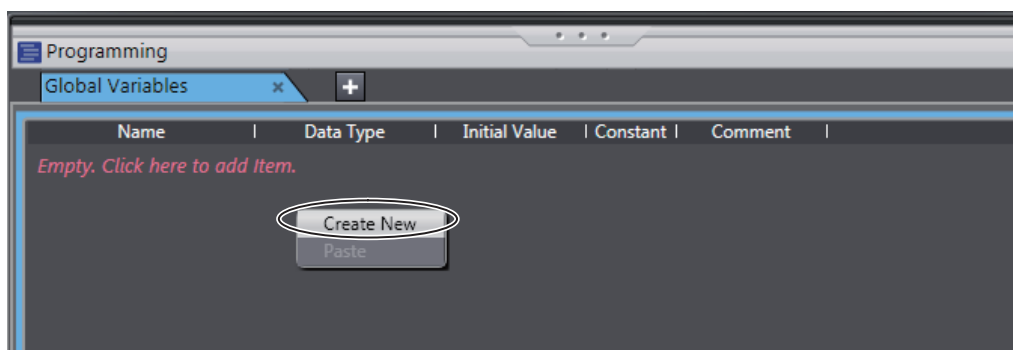 Programming
Global Variables
Name Data Type Initial Value Constant Comment
Empty. Click here to add Item.
Create New
Paste